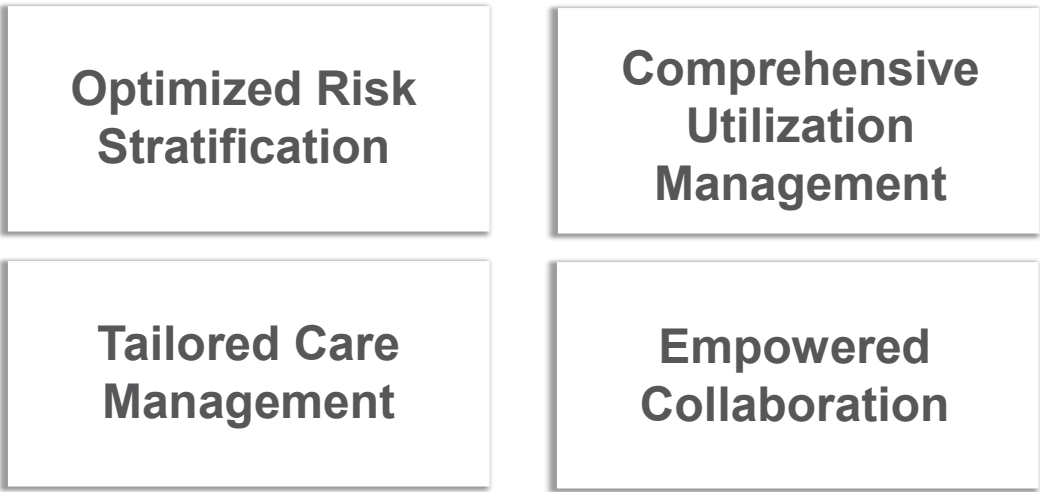 Optimized Risk
Stratification
Comprehensive
Utilization
Management
Tailored Care
Management
Empowered
Collaboration